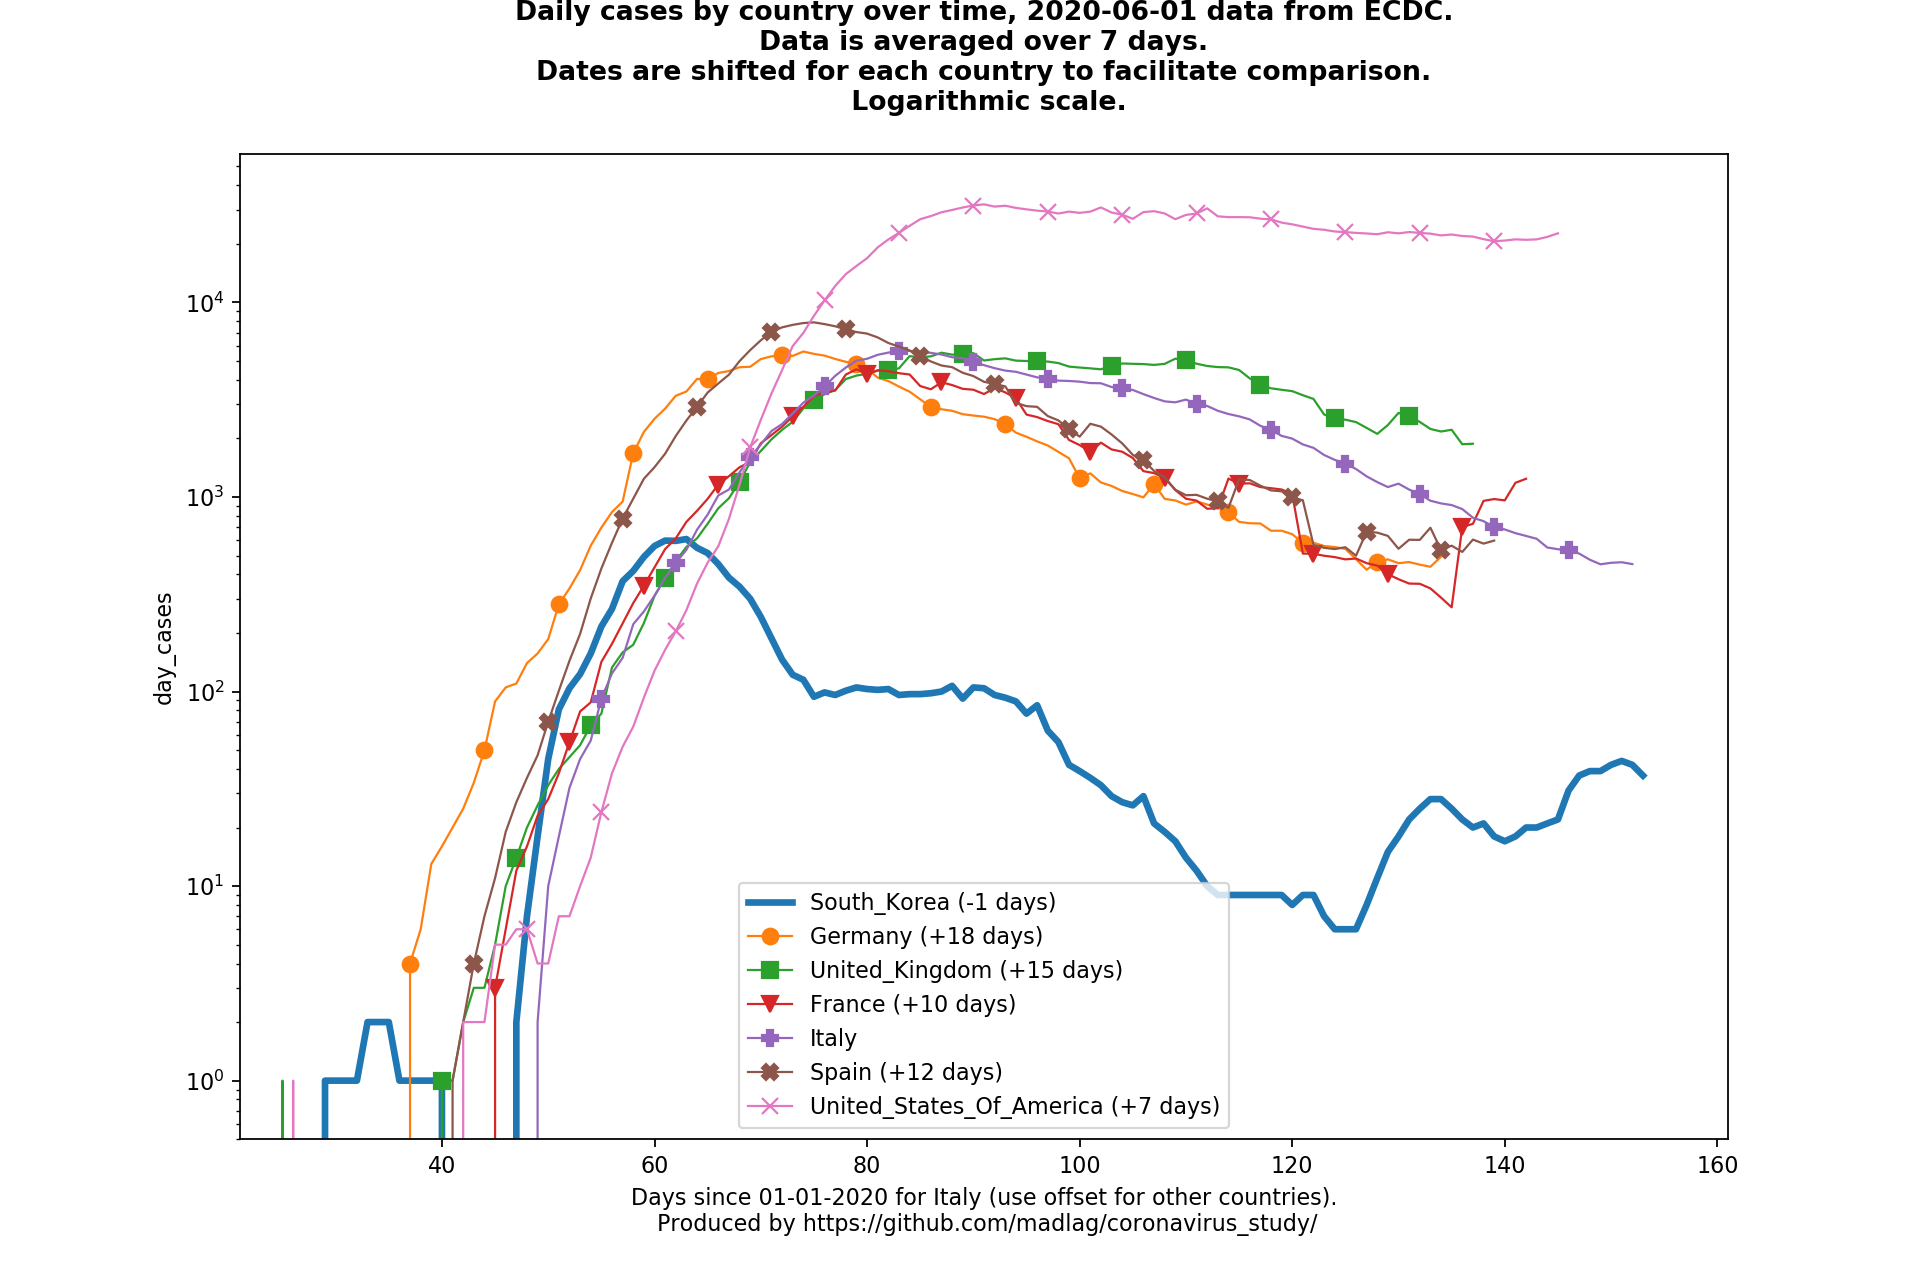 Daily cases by country over time, 2020-06-01 data from ECDC.
Data is averaged over 7 days.
Dates are shifted for each country to facilitate comparison.
Logarithmic scale.
10^4
10^3
10^2
10^1
10^0
day_cases
South_Korea (-1 days)
Germany (+18 days)
United_Kingdom (+15 days)
France (+10 days)
Italy
Spain (+12 days)
United_States_Of_America (+7 days)
40 60 80 100 120 140 160
Days since 01-01-2020 for Italy (use offset for other countries).
Produced by https://github.com/madlag/coronavirus_study/